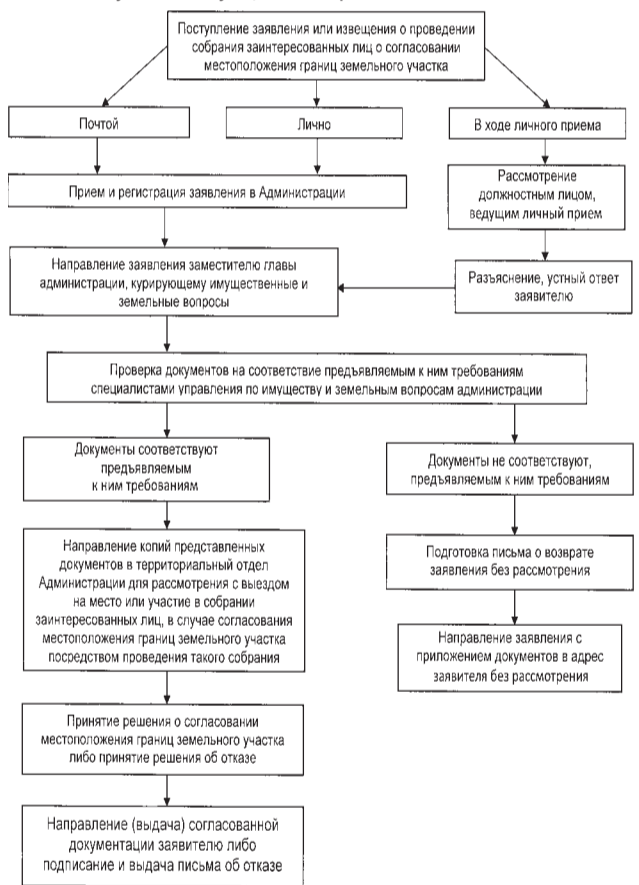 Поступление заявления или извещения о проведении
собрания заинтересованных лиц о согласовании
местоположения границ земельного участка
Почтой
Лично
В ходе личного приема
Прием и регистрация заявления в Администрации
Рассмотрение
должностным лицом,
ведущим личный прием
Направление заявления заместителю главы
администрации, курирующему имущественные и
земельные вопросы
Разъяснение, устный ответ
заявителю
Проверка документов на соответствие предъявляемым к ним требованиям
специалистами управления по имуществу и земельным вопросам администрации
Документы соответствуют
предъявляемым
к ним требованиям
Документы не соответствуют,
предъявляемым к ним требованиям
Направление копий представленных
документов в территориальный отдел
Администрации для рассмотрения с выездом
на место или участие в собрании
заинтересованных лиц, в случае согласования
местоположения границ земельного участка
посредством проведения такого собрания
Подготовка письма о возврате
заявления без рассмотрения
Направление заявления с
приложением документов в адрес
заявителя без рассмотрения
Принятие решения о согласовании
местоположения границ земельного участка
либо принятие решения об отказе
Направление (выдача) согласованной
документации заявителю либо
подписание и выдача письма об отказе